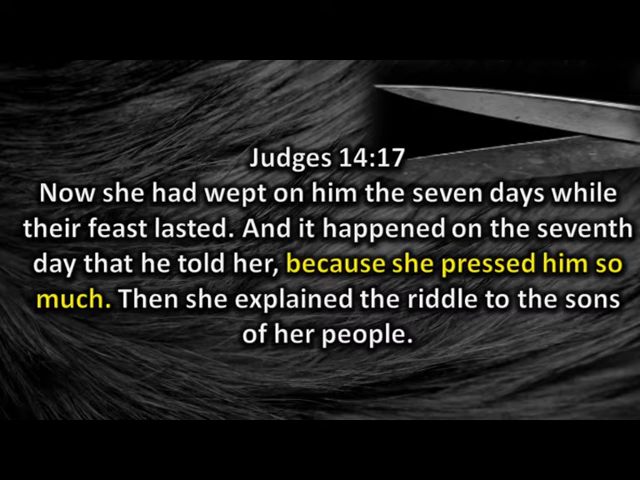 Judges 14:17
Now she had wept on him the seven days while
their feast lasted. And it happened on the seventh
day that he told her, because she pressed him so
much. Then she explained the riddle to the sons
of her people.